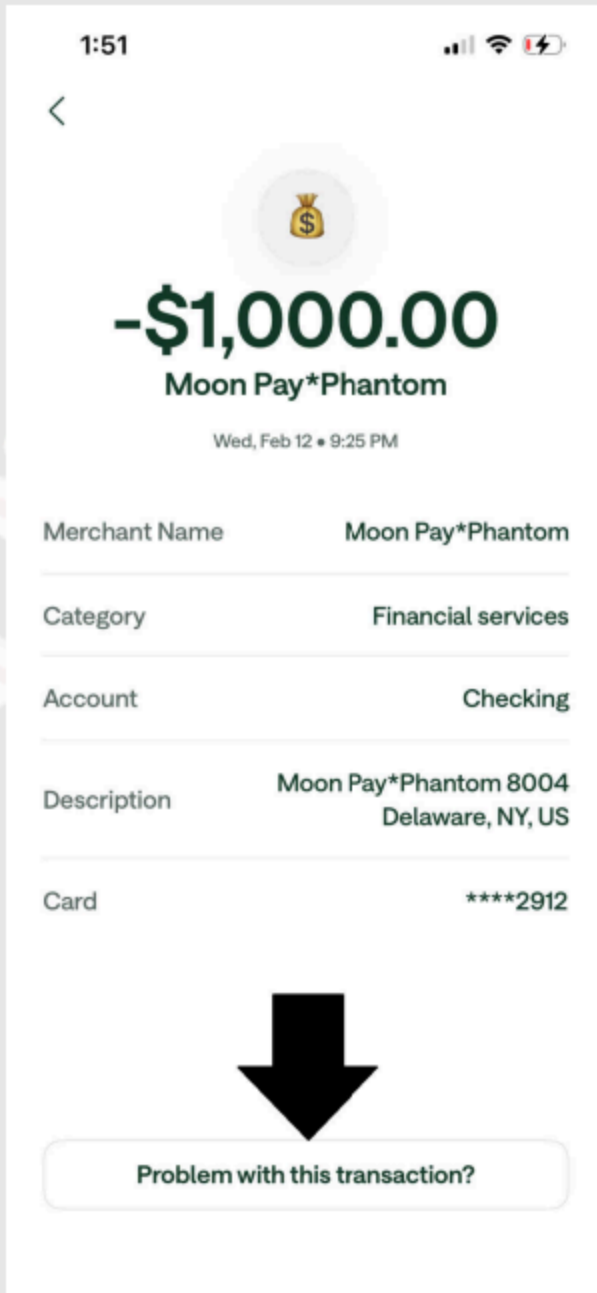 1:51
$
-$1,000.00
Moon Pay*Phantom
Wed, Feb 12 • 9:25 PM
Merchant Name Moon Pay*Phantom
Category Financial services
Account Checking
Description Moon Pay*Phantom 8004
Delaware, NY, US
Card ****2912
Problem with this transaction?